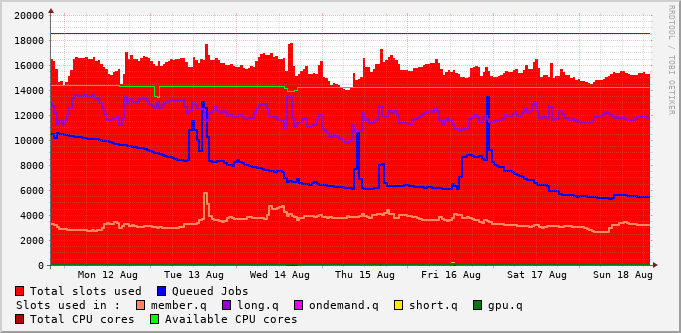 20000
18000
16000
14000
12000
10000
8000
6000
4000
2000
0
Mon 12 Aug Tue 13 Aug Wed 14 Aug Thu 15 Aug Fri 16 Aug Sat 17 Aug Sun 18 Aug
Total slots used Queued Jobs
Slots used in : member.q long.q ondemand.q short.q gpu.q
Total CPU cores Available CPU cores
RRDTOOL / TOBI OETIKER